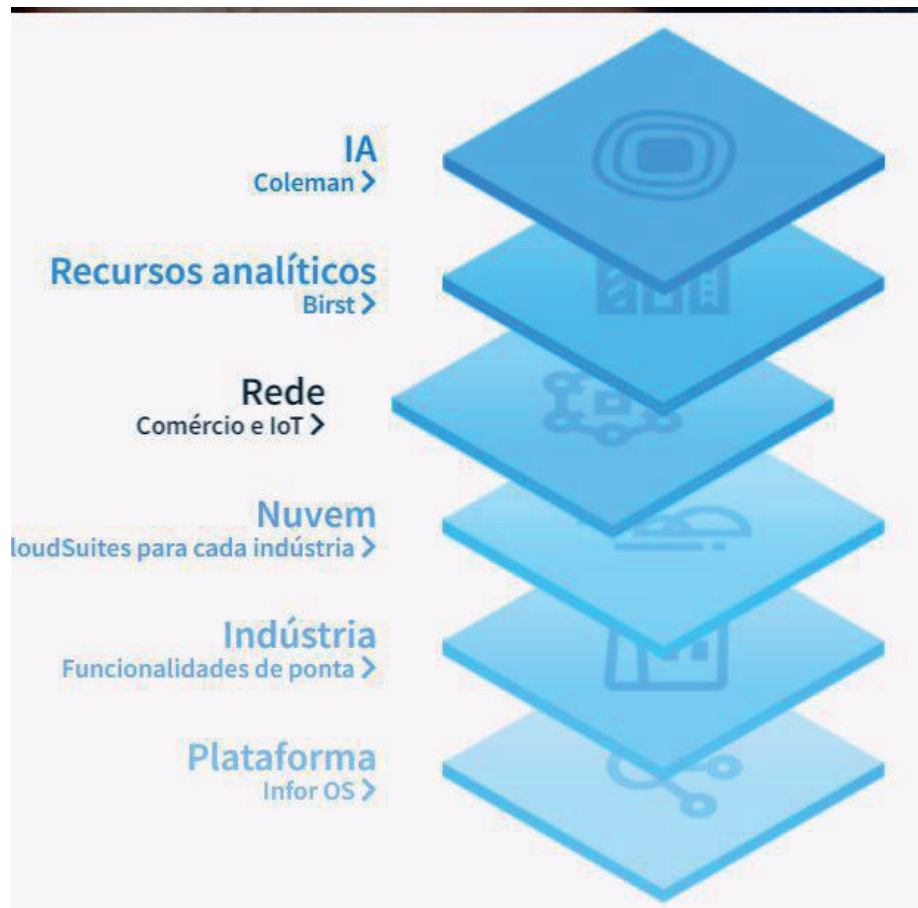 IA
Coleman >
Recursos analíticos
Birst >
Rede
Comércio e IoT >
Nuvem
loudSuites para cada indústria >
Indústria
Funcionalidades de ponta >
Plataforma
Infor OS >